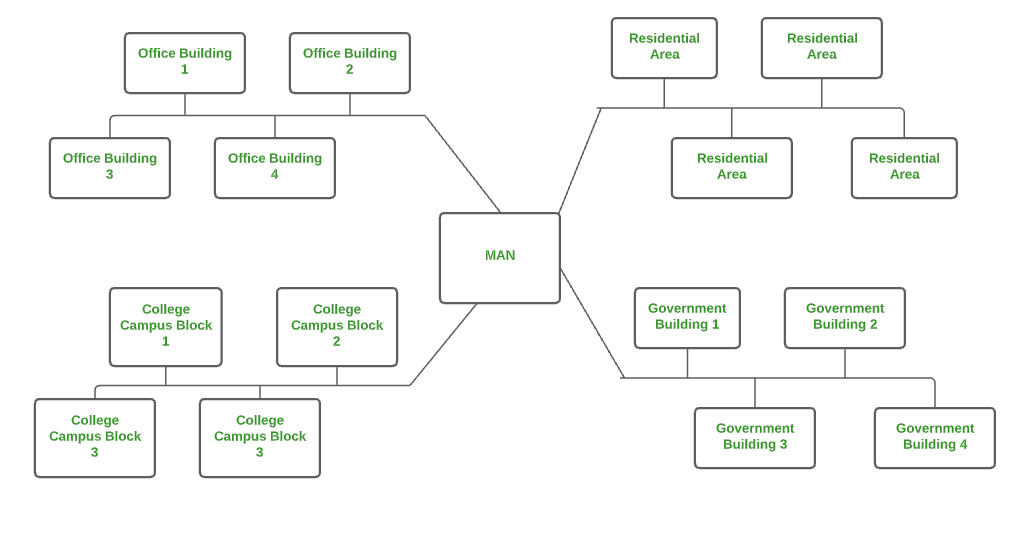 Office Building
1
Office Building
2
Residential
Area
Residential
Area
Office Building
3
Office Building
4
Residential
Area
Residential
Area
MAN
College
Campus Block
1
College
Campus Block
2
Government
Building 1
Government
Building 2
College
Campus Block
3
College
Campus Block
3
Government
Building 3
Government
Building 4